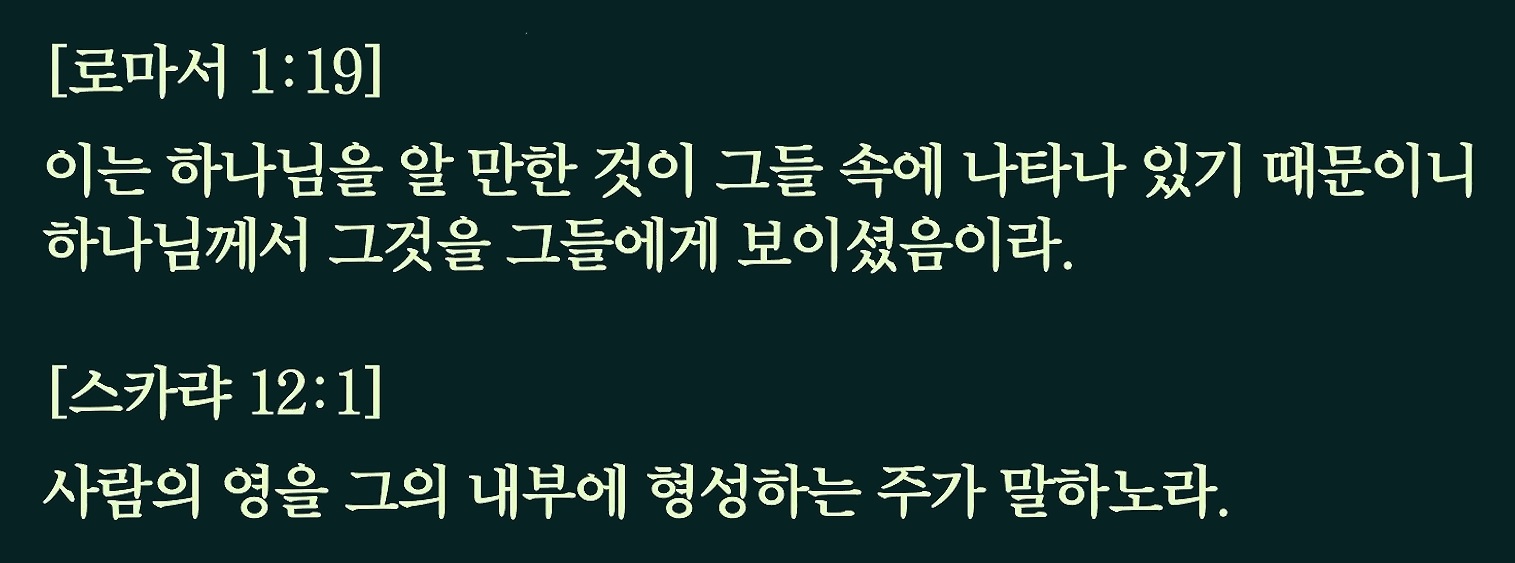 [로마서 1:19]
이는 하나님을 알 만한 것이 그들 속에 나타나 있기 때문이니
하나님께서 그것을 그들에게 보이셨음이라.
[스카랴 12:1]
사람의 영을 그의 내부에 형성하는 주가 말하노라.